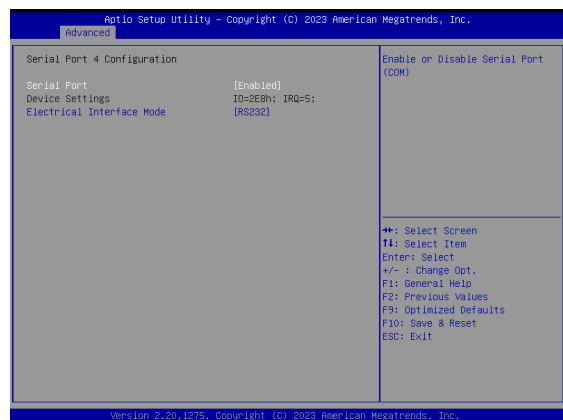 Aptio Setup Utility – Copyright (C) 2023 American Megatrends, Inc.
Advanced
Serial Port 4 Configuration
Serial Port [Enabled]
Device Settings IO=2E8h; IRQ=5;
Electrical Interface Mode [RS232]
Enable or Disable Serial Port
(COM)
→←: Select Screen
↑↓: Select Item
Enter: Select
+/- : Change Opt.
F1: General Help
F2: Previous Values
F9: Optimized Defaults
F10: Save & Reset
ESC: Exit
Version 2.20.1275. Copyright (C) 2023 American Megatrends, Inc.